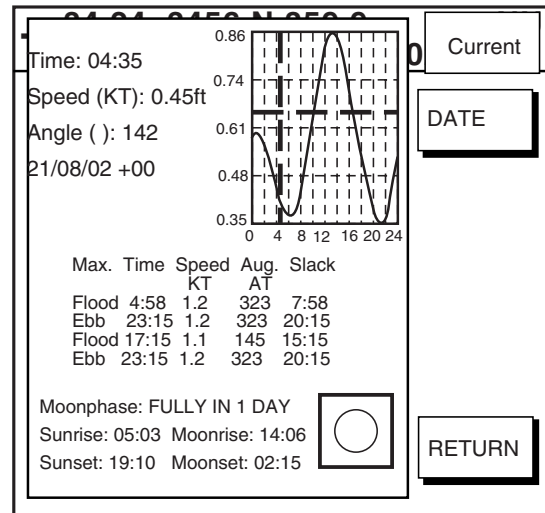 Time: 04:35
Speed (KT): 0.45ft
Angle ( ): 142
21/08/02 +00
0.86
0.74
0.61
0.48
0.35
0 4 8 12 16 20 24
Current
DATE
Max. Time Speed Aug. Slack
KT AT
Flood 4:58 1.2 323 7:58
Ebb 23:15 1.2 323 20:15
Flood 17:15 1.1 145 15:15
Ebb 23:15 1.2 323 20:15
Moonphase: FULLY IN 1 DAY
Sunrise: 05:03 Moonrise: 14:06
Sunset: 19:10 Moonset: 02:15
RETURN